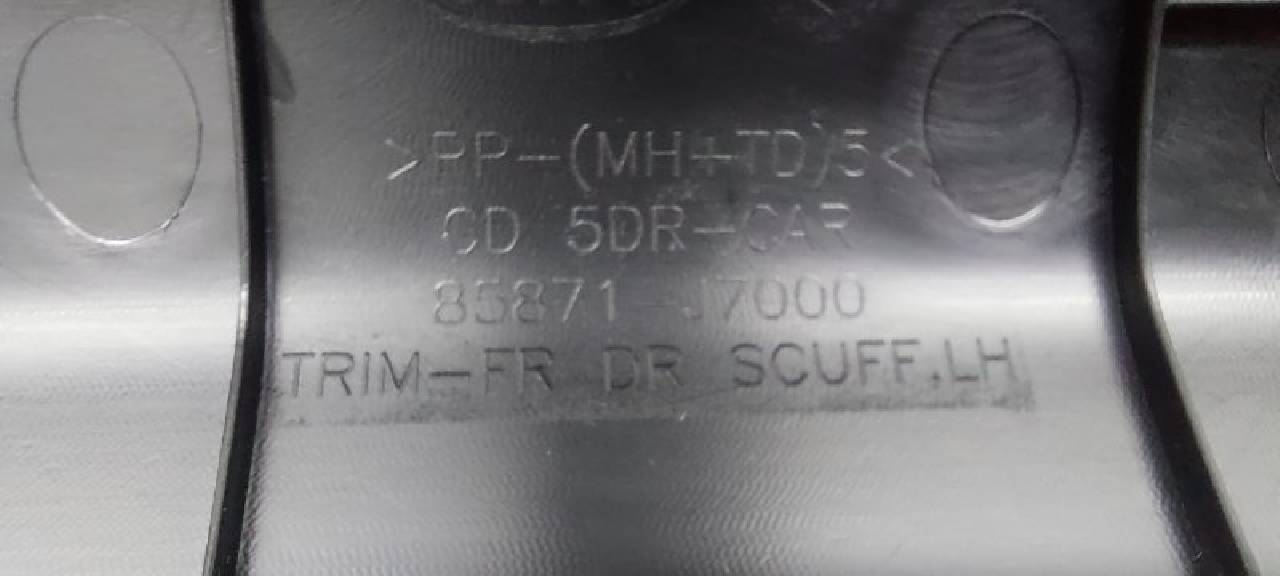 >PP-(MH+TD)5<
CD 5DR-CAR
85871-J7000
TRIM-FR DR SCUFF.LH